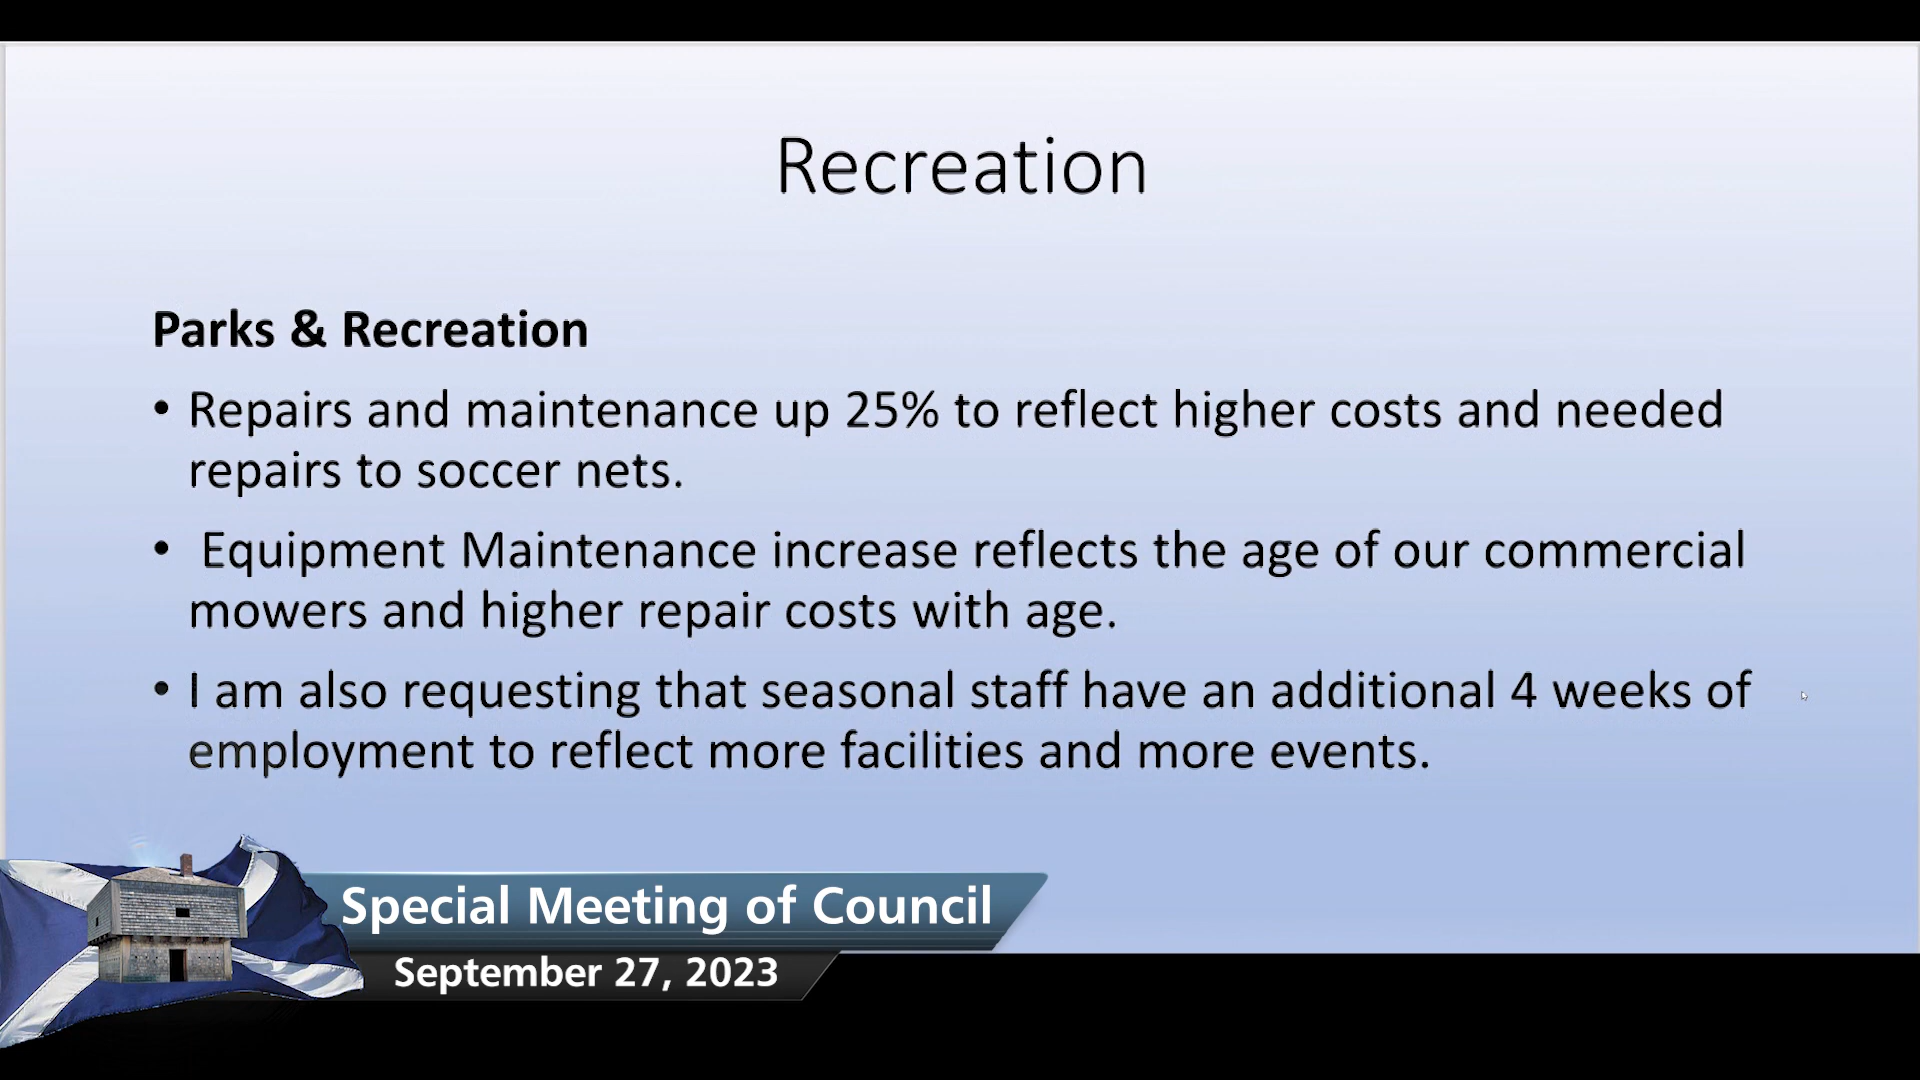 Recreation
Parks & Recreation
• Repairs and maintenance up 25% to reflect higher costs and needed
repairs to soccer nets.
• Equipment Maintenance increase reflects the age of our commercial
mowers and higher repair costs with age.
• I am also requesting that seasonal staff have an additional 4 weeks of
employment to reflect more facilities and more events.
Special Meeting of Council
September 27, 2023